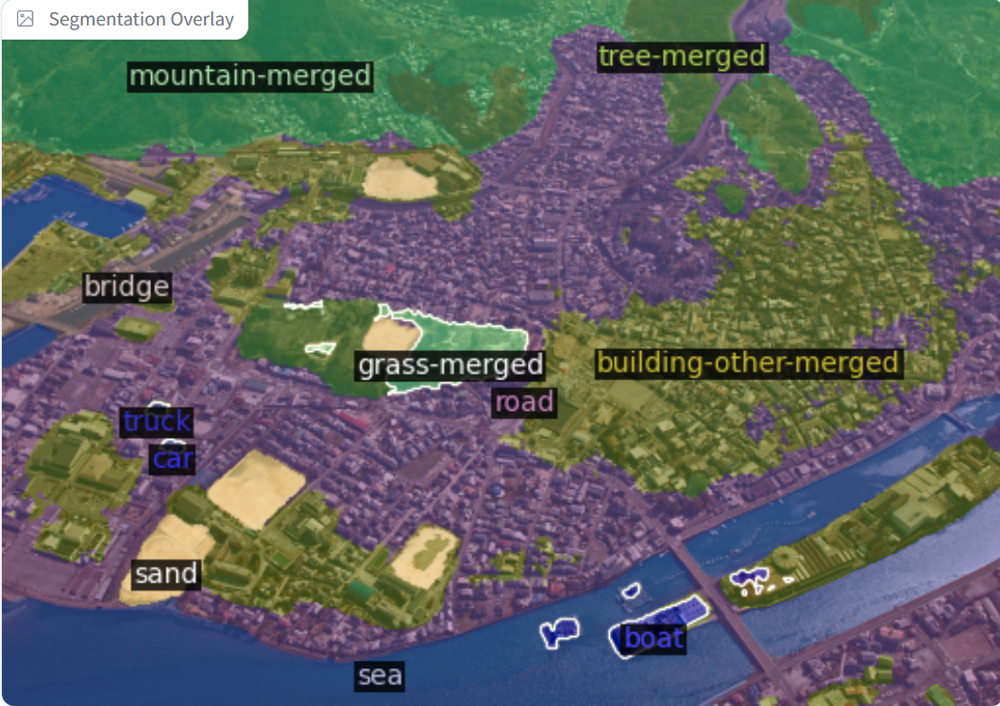 Segmentation Overlay
tree-merged
mountain-merged
bridge
grass-merged
building-other-merged
road
truck
car
sand
boat
sea